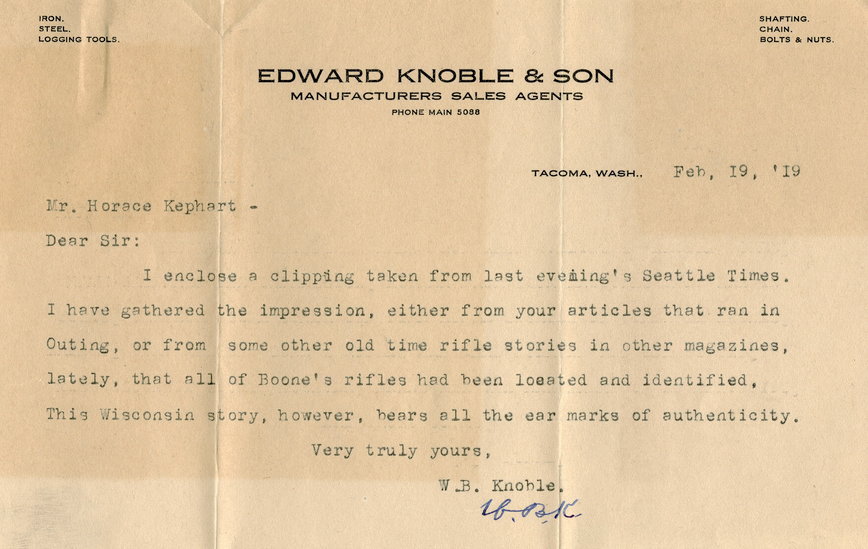 IRON.
STEEL.
LOGGING TOOLS.
SHAFTING.
CHAIN.
BOLTS & NUTS.
EDWARD KNOBLE & SON
MANUFACTURERS SALES AGENTS
PHONE MAIN 5088
TACOMA, WASH., Feb, 19, '19
Mr. Horace Kephart -
Dear Sir:
I enclose a clipping taken from last evening's Seattle Times.
I have gathered the impression, either from your articles that ran in
Outing, or from some other old time rifle stories in other magazines,
lately, that all of Boone's rifles had been located and identified,
This Wisconsin story, however, bears all the ear marks of authenticity.
Very truly yours,
W.B. Knoble.
W.B.K.